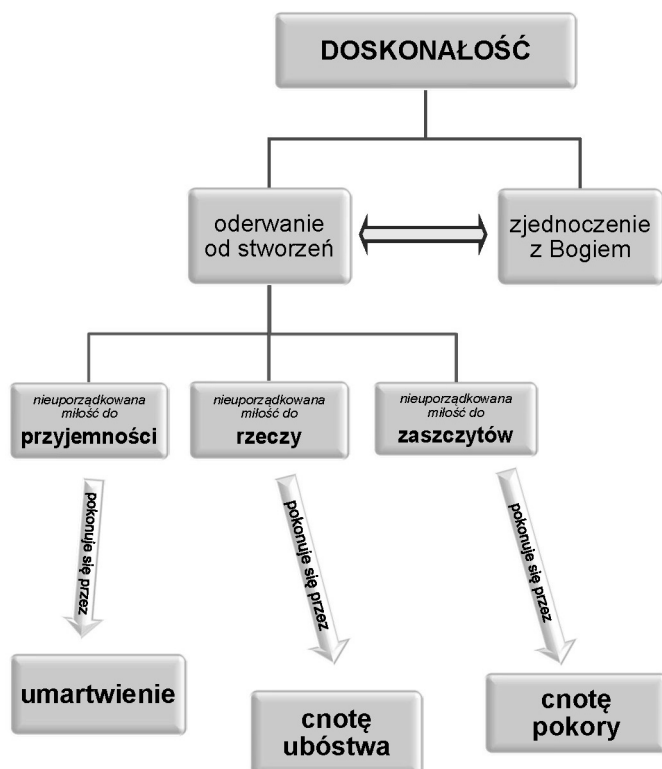 DOSKONAŁOŚĆ
oderwanie
od stworzeń
zjednoczenie
z Bogiem
nieuporządkowana
miłość do
przyjemności
nieuporządkowana
miłość do
rzeczy
nieuporządkowana
miłość do
zaszczytów
pokonuje się przez
pokonuje się przez
pokonuje się przez
umartwienie
cnotę
ubóstwa
cnotę
pokory